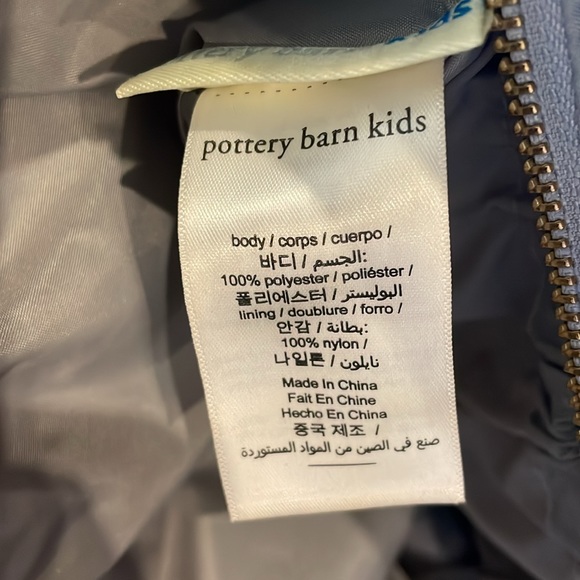 pottery barn kids
body / corps / cuerpo /
바디 / الجسم:
100% polyester / poliéster /
폴리에스터 / البوليستر
lining / doublure / forro /
안감 / بطانة:
100% nylon /
나일론 / نايلون
Made In China
Fait En Chine
Hecho En China
중국 제조 /
صنع في الصين من المواد المستوردة